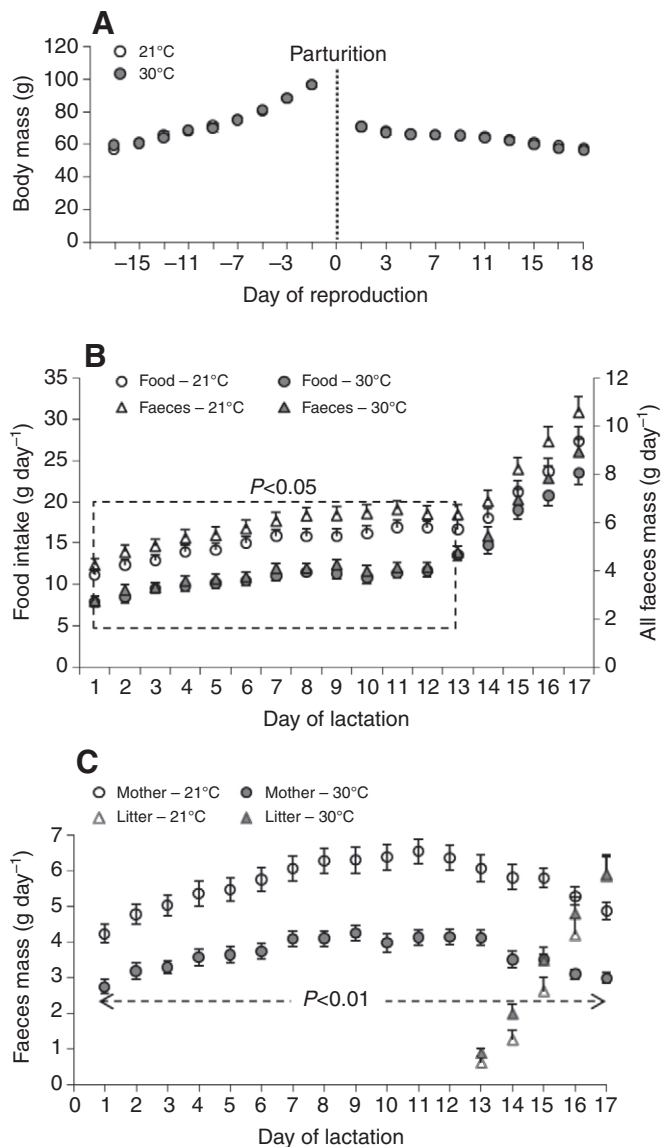 A
21°C
30°C
Parturition
120
100
80
60
40
20
0
Body mass (g)
–15 –11 –7 –3 0 3 7 11 15 18
Day of reproduction
B
Food – 21°C Food – 30°C
Faeces – 21°C Faeces – 30°C
P<0.05
35
30
25
20
15
10
5
0
Food intake (g day–1)
12
10
8
6
4
2
0
All faeces mass (g day–1)
1 2 3 4 5 6 7 8 9 10 11 12 13 14 15 16 17
Day of lactation
C
Mother – 21°C Mother – 30°C
Litter – 21°C Litter – 30°C
7
6
5
4
3
2
1
0
Faeces mass (g day–1)
P<0.01
0 1 2 3 4 5 6 7 8 9 10 11 12 13 14 15 16 17
Day of lactation